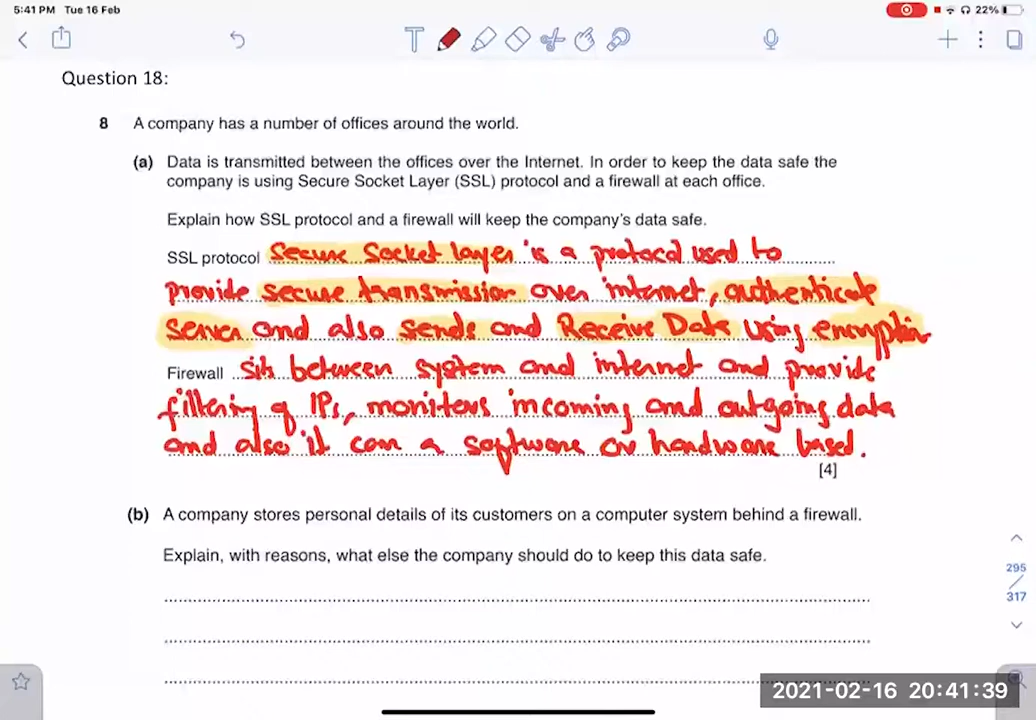 5:41 PM Tue 16 Feb
22%
Question 18:
8 A company has a number of offices around the world.
(a) Data is transmitted between the offices over the Internet. In order to keep the data safe the
company is using Secure Socket Layer (SSL) protocol and a firewall at each office.
Explain how SSL protocol and a firewall will keep the company's data safe.
SSL protocol Secure Socket layer is a protocol used to
provide secure transmission over internet, authenticate
server and also sends and Receive Data using encryption
Firewall sits between system and internet and provide
filtering of IPs, monitors incoming and outgoing data
and also it can a software or hardware based.
[4]
(b) A company stores personal details of its customers on a computer system behind a firewall.
Explain, with reasons, what else the company should do to keep this data safe.
295
317
2021-02-16 20:41:39